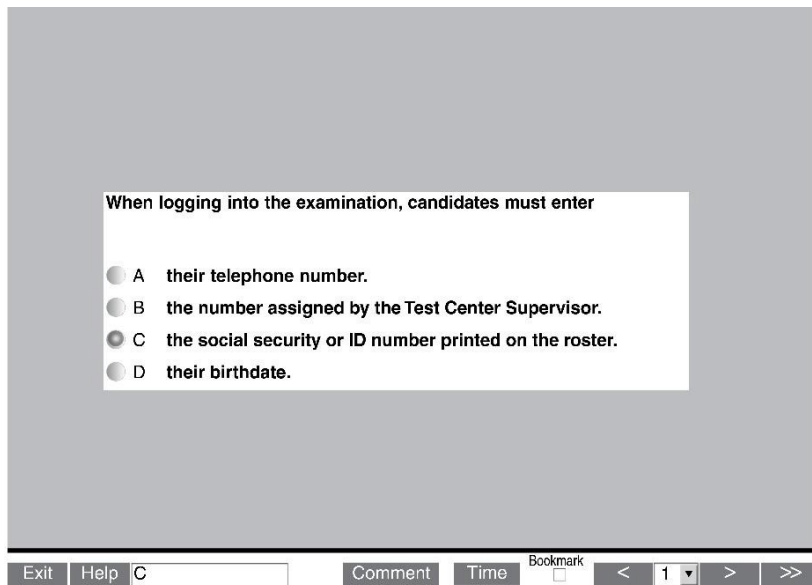 When logging into the examination, candidates must enter
A their telephone number.
B the number assigned by the Test Center Supervisor.
C the social security or ID number printed on the roster.
D their birthdate.
Bookmark
Exit Help C Comment Time < 1 > >>